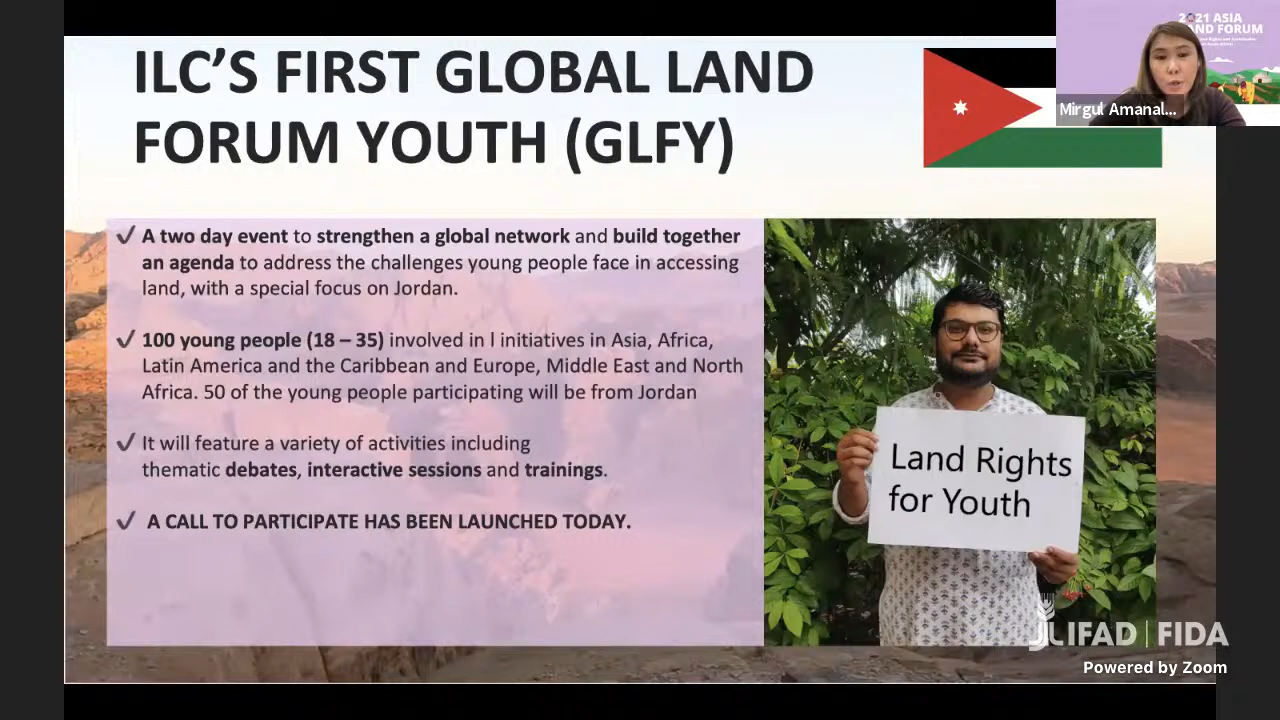 ILC'S FIRST GLOBAL LAND
FORUM YOUTH (GLFY)
2021 ASIA
LAND FORUM
Mirgul Amanal...
A two day event to strengthen a global network and build together
an agenda to address the challenges young people face in accessing
land, with a special focus on Jordan.
100 young people (18 – 35) involved in l initiatives in Asia, Africa,
Latin America and the Caribbean and Europe, Middle East and North
Africa. 50 of the young people participating will be from Jordan
It will feature a variety of activities including
thematic debates, interactive sessions and trainings.
A CALL TO PARTICIPATE HAS BEEN LAUNCHED TODAY.
Land Rights
for Youth
JLIFAD | FIDA
Powered by Zoom